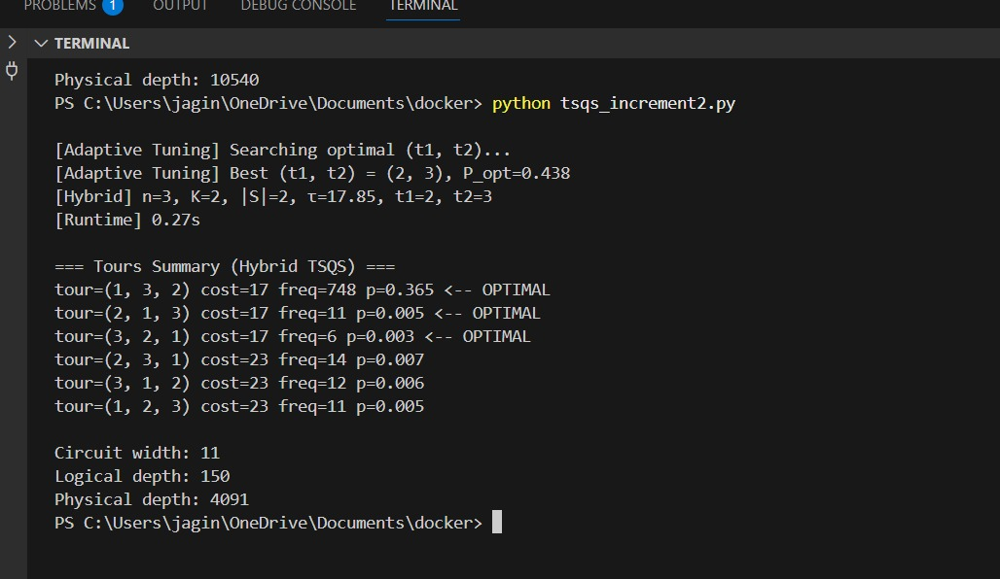 PROBLEMS 1 OUTPUT DEBUG CONSOLE TERMINAL
TERMINAL
Physical depth: 10540
PS C:\Users\jagin\OneDrive\Documents\docker> python tsqs_increment2.py
[Adaptive Tuning] Searching optimal (t1, t2)...
[Adaptive Tuning] Best (t1, t2) = (2, 3), P_opt=0.438
[Hybrid] n=3, K=2, |S|=2, τ=17.85, t1=2, t2=3
[Runtime] 0.27s
=== Tours Summary (Hybrid TSQS) ===
tour=(1, 3, 2) cost=17 freq=748 p=0.365 <-- OPTIMAL
tour=(2, 1, 3) cost=17 freq=11 p=0.005 <-- OPTIMAL
tour=(3, 2, 1) cost=17 freq=6 p=0.003 <-- OPTIMAL
tour=(2, 3, 1) cost=23 freq=14 p=0.007
tour=(3, 1, 2) cost=23 freq=12 p=0.006
tour=(1, 2, 3) cost=23 freq=11 p=0.005
Circuit width: 11
Logical depth: 150
Physical depth: 4091
PS C:\Users\jagin\OneDrive\Documents\docker>